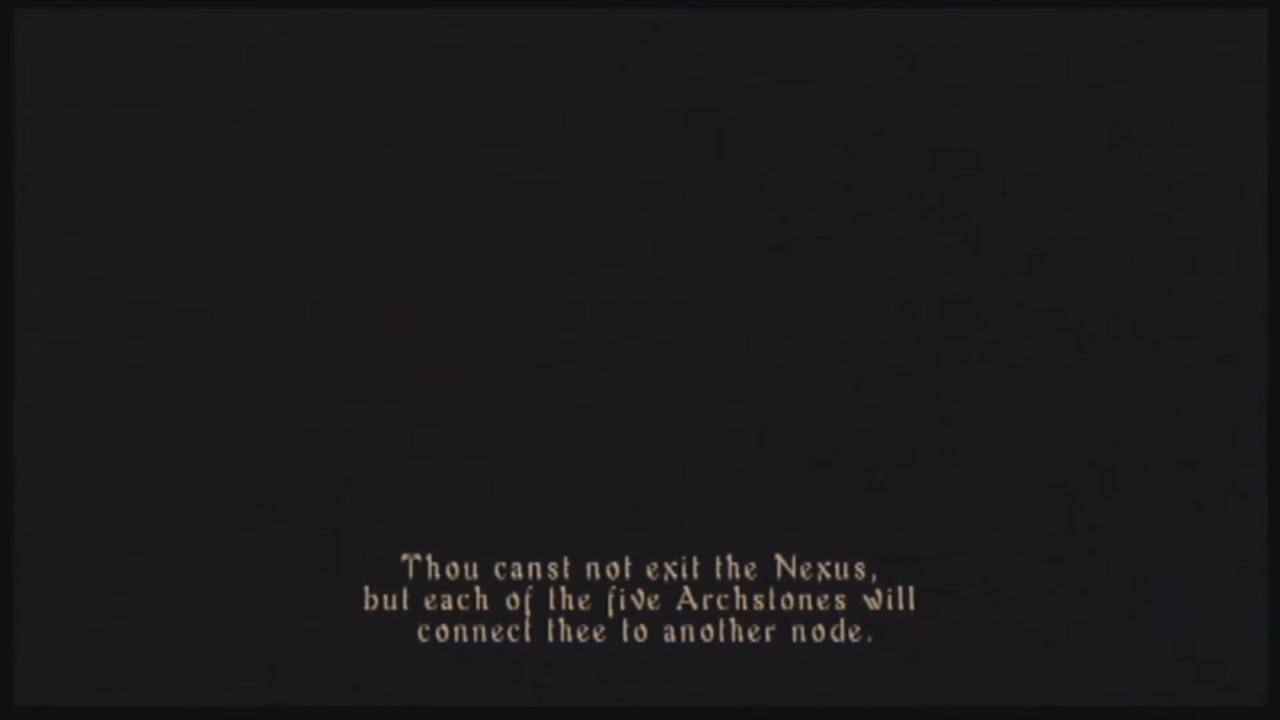 Thou canst not exit the Nexus,
but each of the five Archstones will
connect thee to another node.